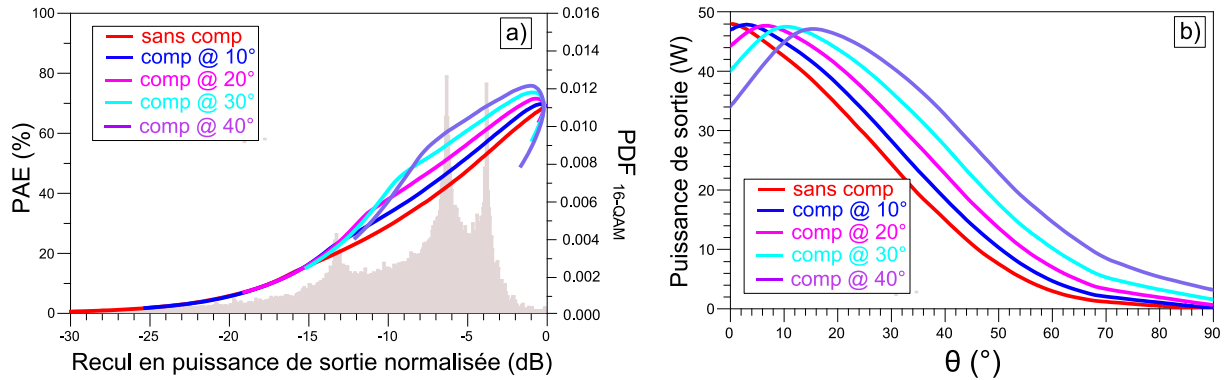 a)
sans comp
comp @ 10°
comp @ 20°
comp @ 30°
comp @ 40°
PAE (%)
100
80
60
40
20
0
-30
-25
-20
-15
-10
-5
0
Recul en puissance de sortie normalisée (dB)
0.016
0.014
0.012
0.010
0.008
0.006
0.004
0.002
0.000
PDF 16-QAM
b)
Puissance de sortie (W)
50
40
30
20
10
0
sans comp
comp @ 10°
comp @ 20°
comp @ 30°
comp @ 40°
0
10
20
30
40
50
60
70
80
90
θ (°)